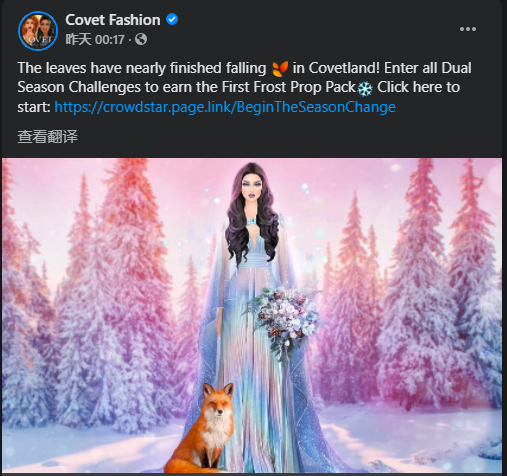 Covet Fashion
昨天 00:17
The leaves have nearly finished falling 🍂 in Covetland! Enter all Dual
Season Challenges to earn the First Frost Prop Pack❄️ Click here to
start: https://crowdstar.page.link/BeginTheSeasonChange
查看翻译